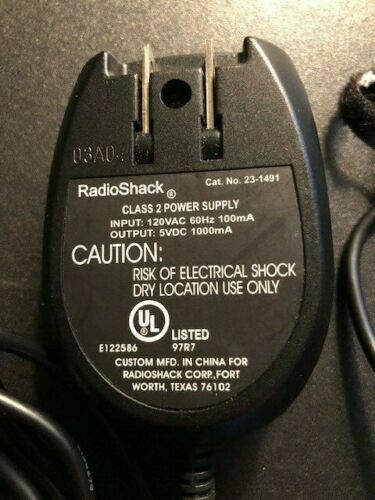 03A04
RadioShack® Cat. No. 23-1491
CLASS 2 POWER SUPPLY
INPUT: 120VAC 60Hz 100mA
OUTPUT: 5VDC 1000mA
CAUTION:
RISK OF ELECTRICAL SHOCK
DRY LOCATION USE ONLY
UL® LISTED
E122586 97R7
CUSTOM MFD. IN CHINA FOR
RADIOSHACK CORP.,FORT
WORTH, TEXAS 76102